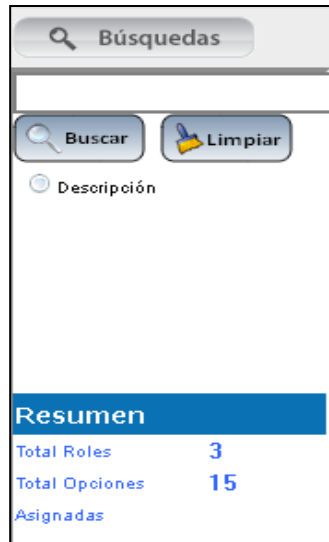 Búsquedas
Buscar Limpiar
Descripción
Resumen
Total Roles 3
Total Opciones 15
Asignadas